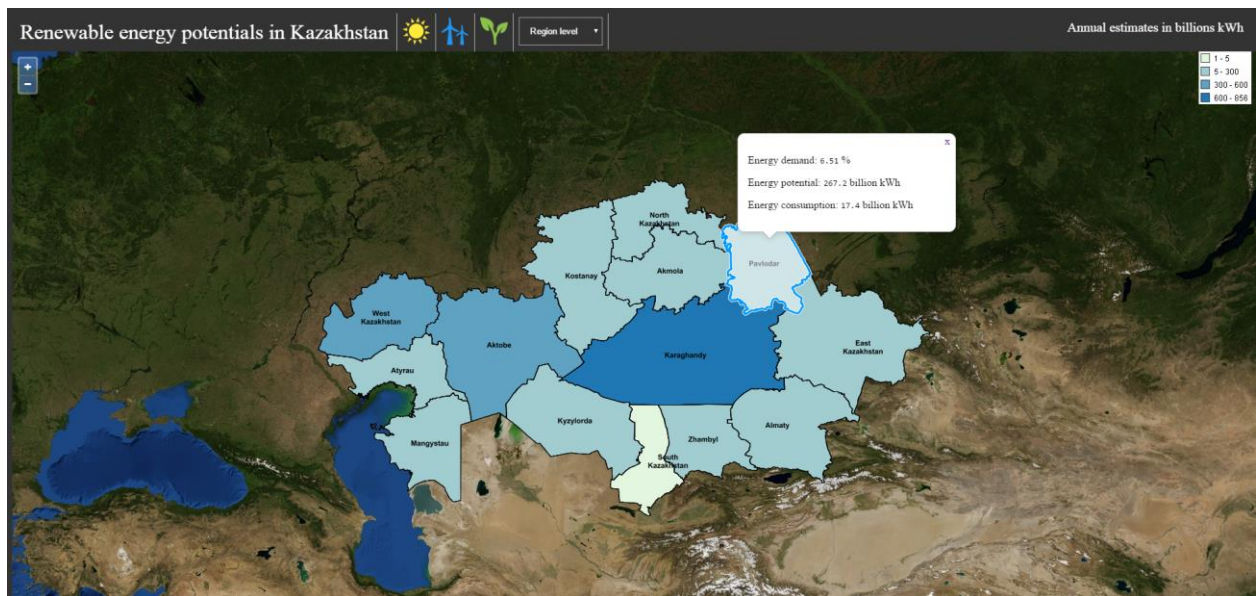 Renewable energy potentials in Kazakhstan
Region level
Annual estimates in billions kWh
+
−
1 - 5
5 - 300
300 - 600
600 - 856
x
Energy demand: 6.51 %
Energy potential: 267.2 billion kWh
Energy consumption: 17.4 billion kWh
North
Kazakhstan
Pavlodar
Kostanay
Akmola
West
Kazakhstan
Aktobe
Karaghandy
East
Kazakhstan
Atyrau
Mangystau
Kyzylorda
Zhambyl
Almaty
South
Kazakhstan